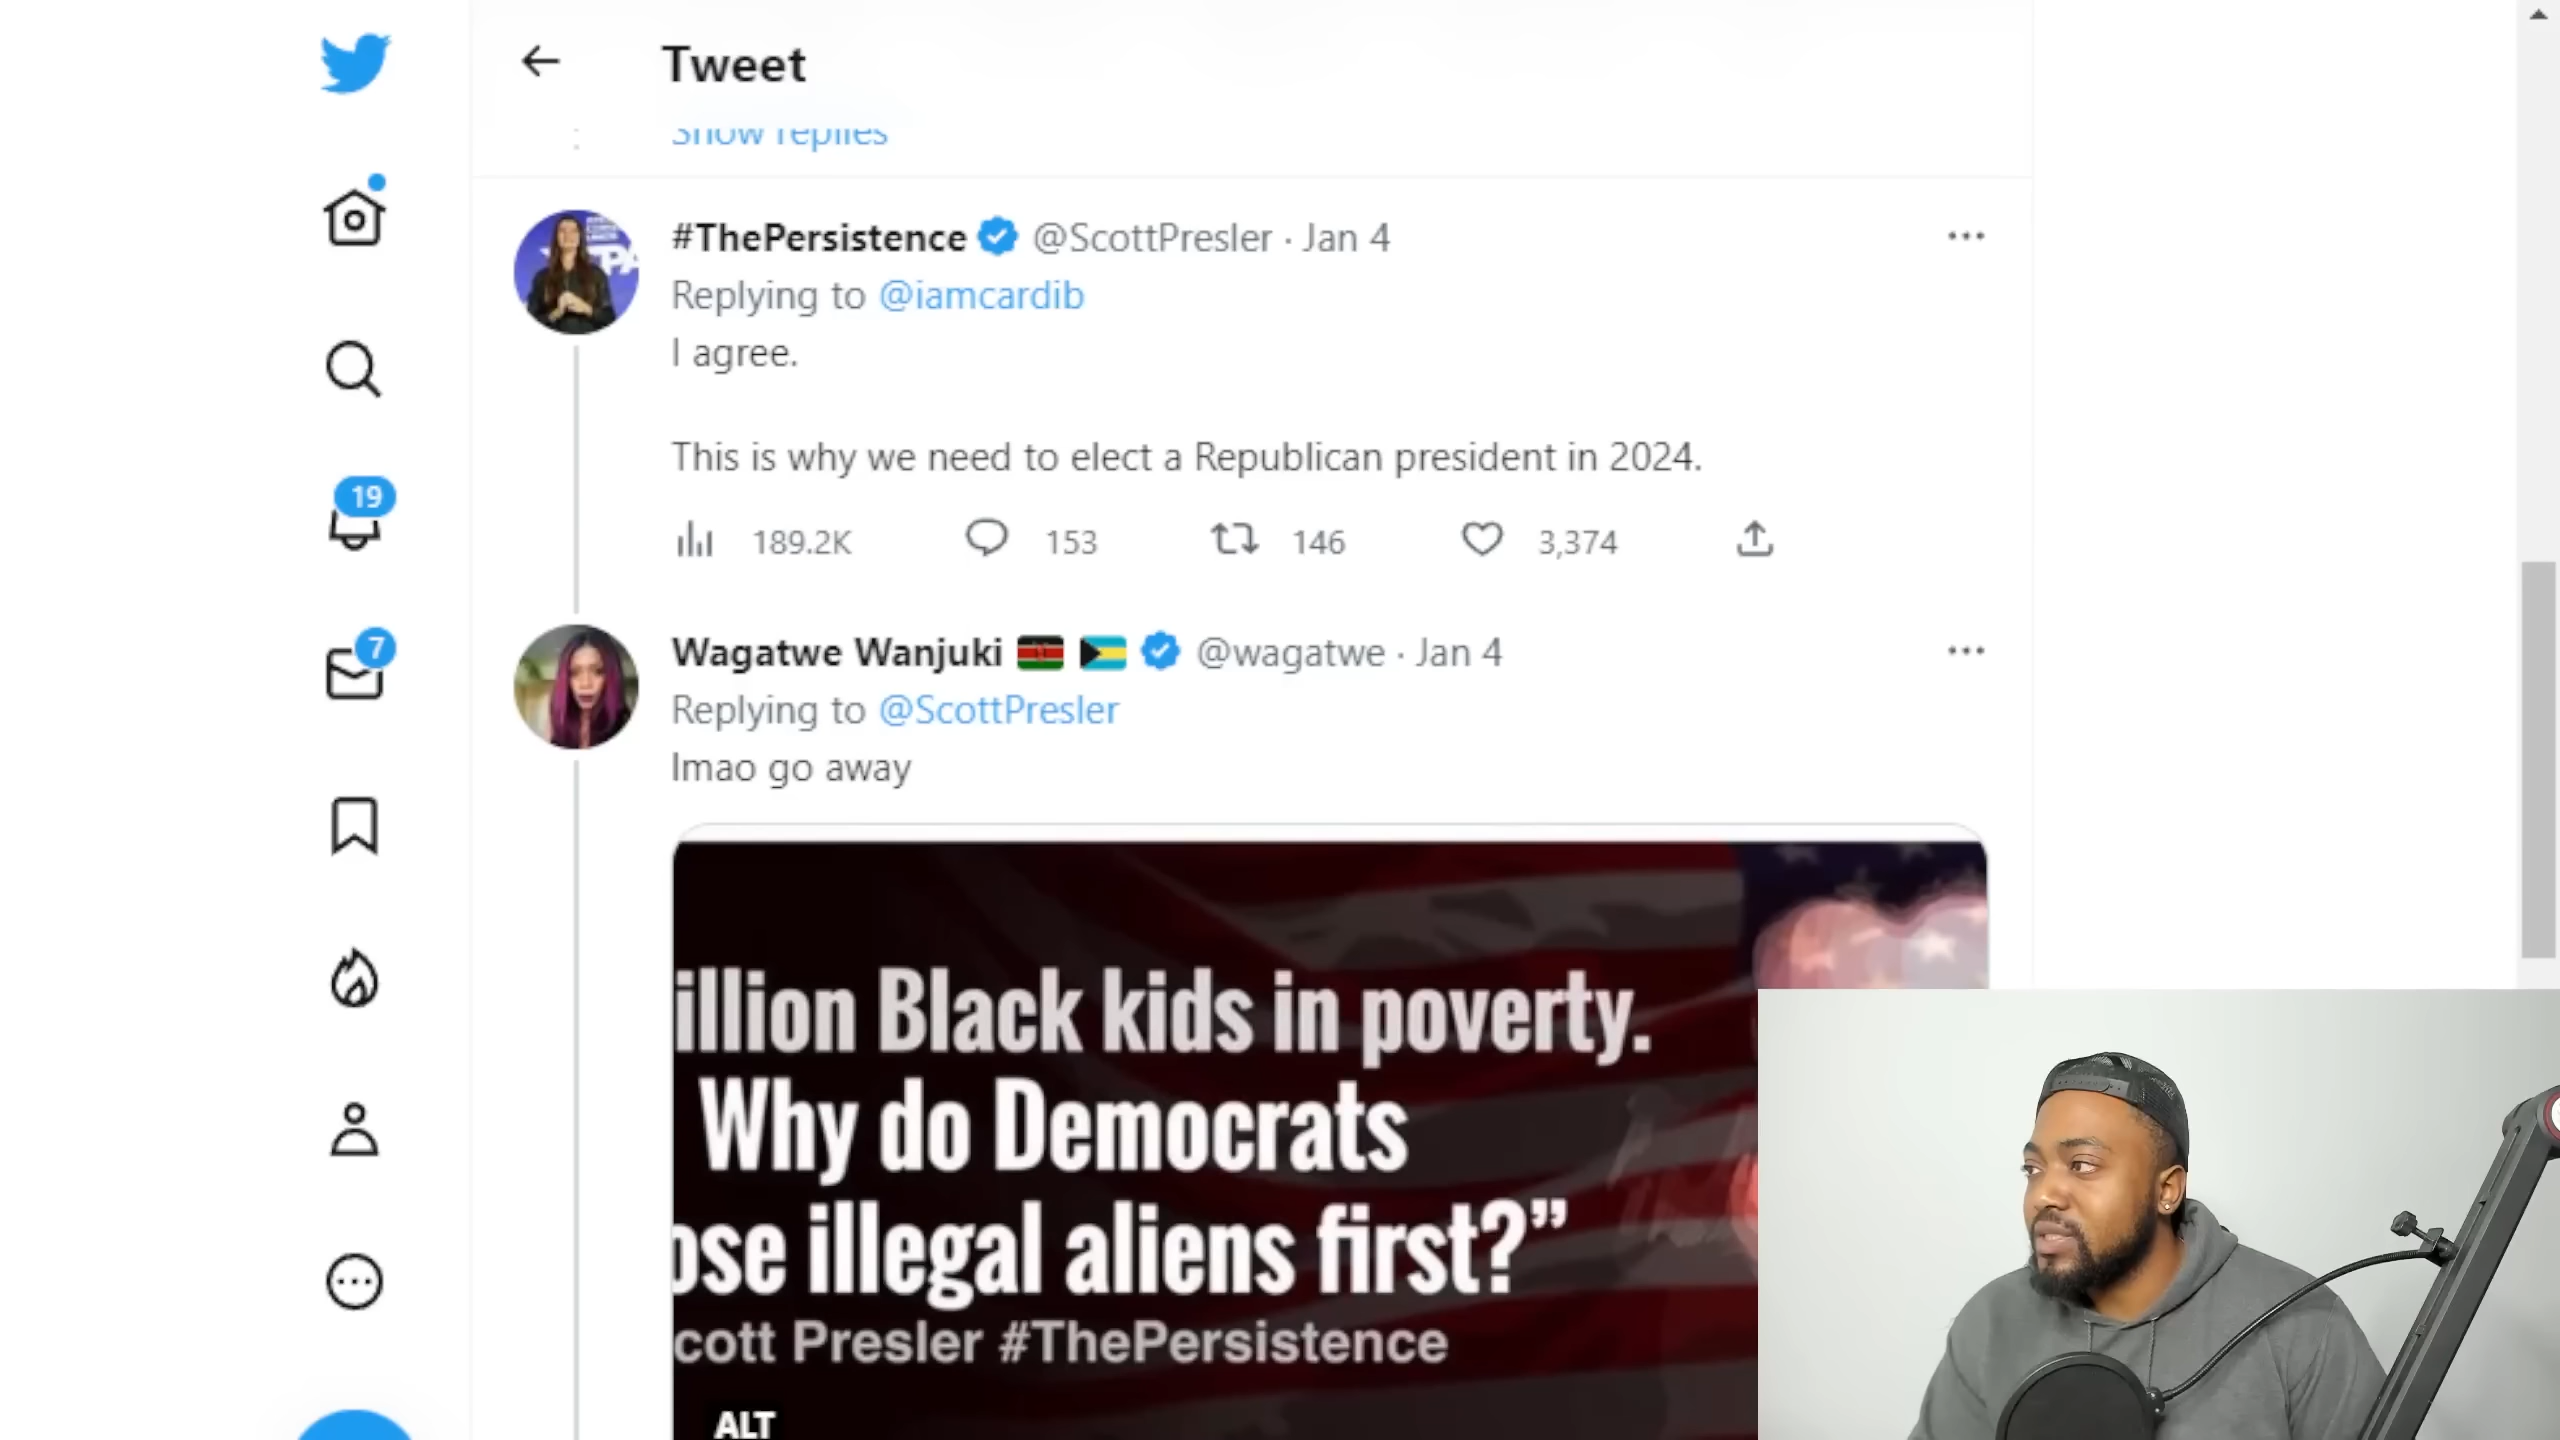 Tweet
Show replies
#ThePersistence @ScottPresler · Jan 4
Replying to @iamcardib
I agree.
This is why we need to elect a Republican president in 2024.
189.2K 153 146 3,374
19
Wagatwe Wanjuki @wagatwe · Jan 4
7
Replying to @ScottPresler
lmao go away
illion Black kids in poverty.
Why do Democrats
ose illegal aliens first?”
cott Presler #ThePersistence
ALT